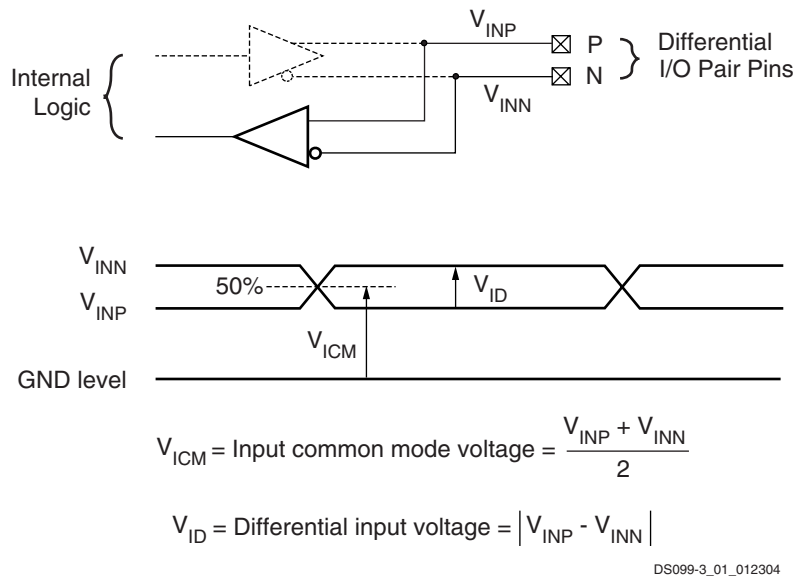 V_INP
P
Differential
I/O Pair Pins
N
Internal
Logic
V_INN
V_INN
50%
V_ID
V_INP
V_ICM
GND level
V_ICM = Input common mode voltage = (V_INP + V_INN) / 2
V_ID = Differential input voltage = |V_INP - V_INN|
DS099-3_01_012304